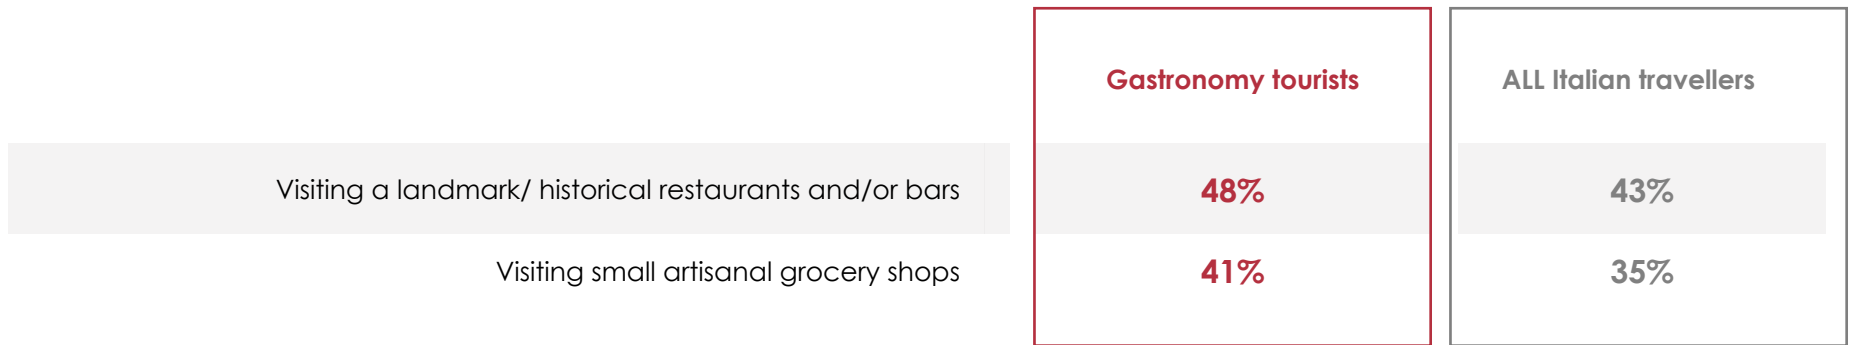 Gastronomy tourists ALL Italian travellers
Visiting a landmark/ historical restaurants and/or bars 48% 43%
Visiting small artisanal grocery shops 41% 35%